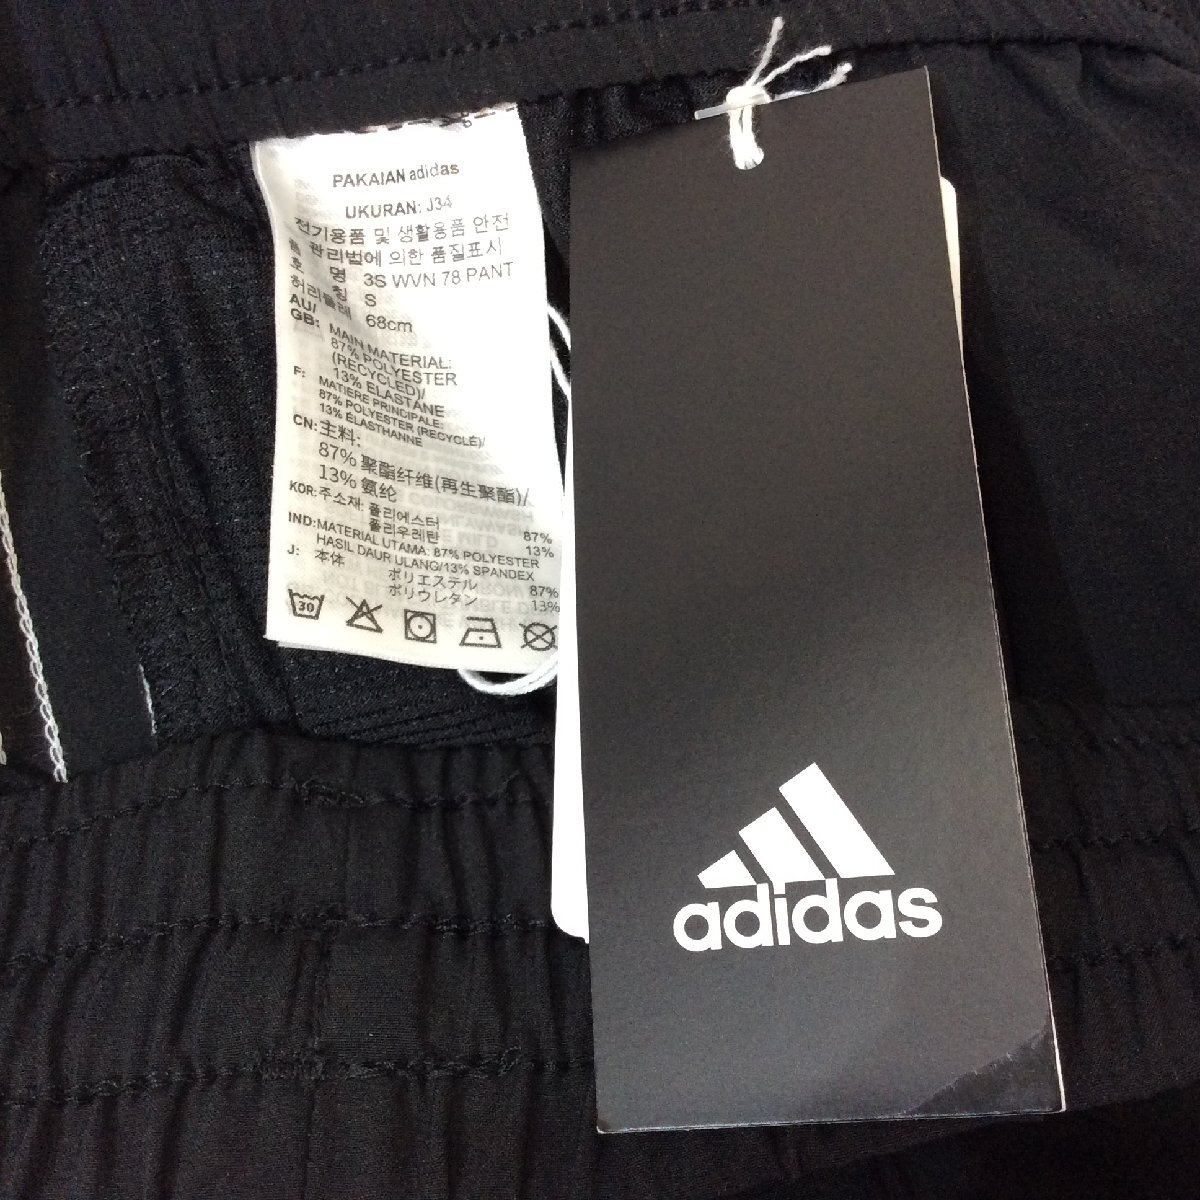 PAKAIAN adidas
UKURAN: J34
전기용품 및 생활용품 안전
관리법에 의한 품질표시
품 명 3S WVN 78 PANT
호 칭 S
허리둘레 68cm
AU/
GB: MAIN MATERIAL:
87% POLYESTER
(RECYCLED)/
13% ELASTANE
F: MATIERE PRINCIPALE:
87% POLYESTER (RECYCLÉ)/
13% ÉLASTHANNE
CN: 主料:
87% 聚酯纤维(再生聚酯)/
13% 氨纶
KOR: 주소재: 폴리에스터 87%
폴리우레탄 13%
IND: MATERIAL UTAMA: 87% POLYESTER
HASIL DAUR ULANG/13% SPANDEX
J: 本体
ポリエステル 87%
ポリウレタン 13%
30
adidas